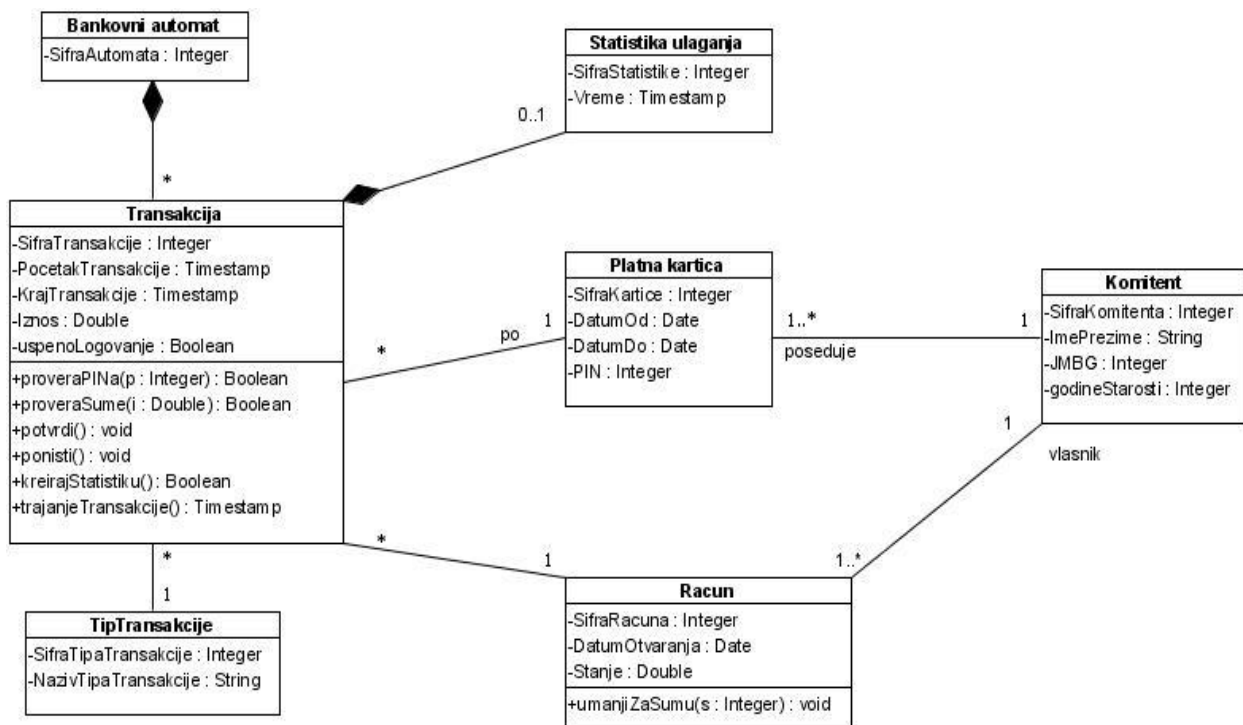 Bankovni automat
-SifraAutomata : Integer
Statistika ulaganja
-SifraStatistike : Integer
-Vreme : Timestamp
0..1
*
Transakcija
-SifraTransakcije : Integer
-PocetakTransakcije : Timestamp
-KrajTransakcije : Timestamp
-Iznos : Double
-uspenoLogovanje : Boolean
+proveraPINa(p : Integer) : Boolean
+proveraSume(i : Double) : Boolean
+potvrdi() : void
+ponisti() : void
+kreirajStatistiku() : Boolean
+trajanjeTransakcije() : Timestamp
*
po
1
Platna kartica
-SifraKartice : Integer
-DatumOd : Date
-DatumDo : Date
-PIN : Integer
1..*
poseduje
1
Komitent
-SifraKomitenta : Integer
-ImePrezime : String
-JMBG : Integer
-godineStarosti : Integer
1
vlasnik
*
1
1..*
*
1
TipTransakcije
-SifraTipaTransakcije : Integer
-NazivTipaTransakcije : String
Racun
-SifraRacuna : Integer
-DatumOtvaranja : Date
-Stanje : Double
+umanjiZaSumu(s : Integer) : void